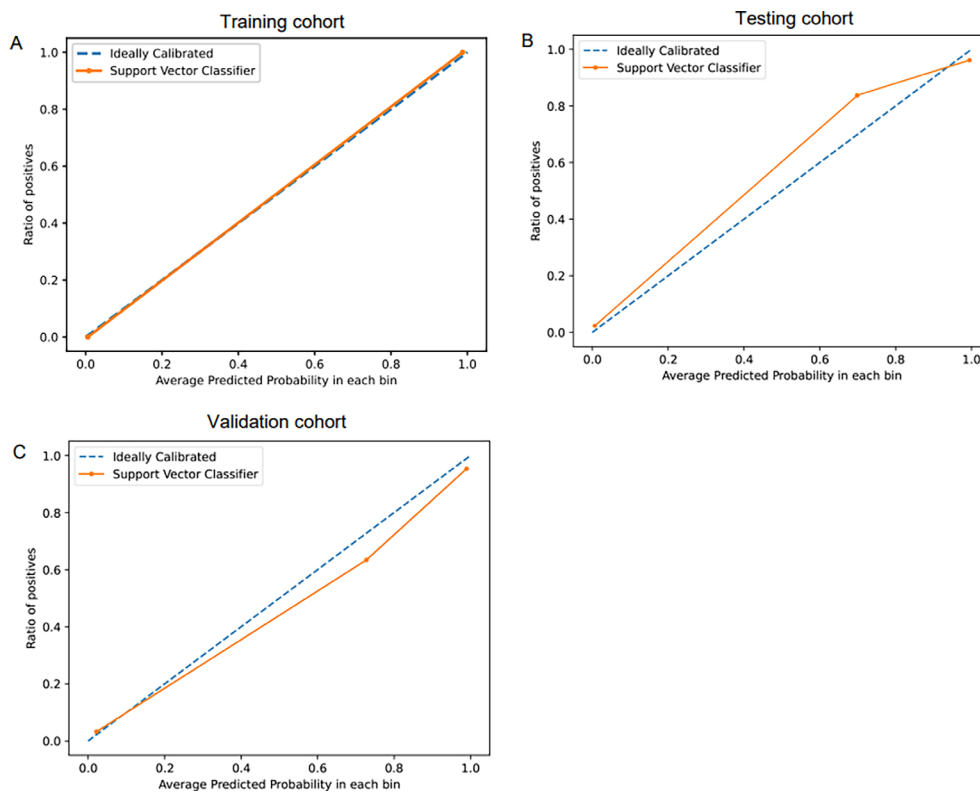 Training cohort
A
Ideally Calibrated
Support Vector Classifier
Ratio of positives
1.0
0.8
0.6
0.4
0.2
0.0
0.0 0.2 0.4 0.6 0.8 1.0
Average Predicted Probability in each bin
Testing cohort
B
Ideally Calibrated
Support Vector Classifier
Ratio of positives
1.0
0.8
0.6
0.4
0.2
0.0
0.0 0.2 0.4 0.6 0.8 1.0
Average Predicted Probability in each bin
Validation cohort
C
Ideally Calibrated
Support Vector Classifier
Ratio of positives
1.0
0.8
0.6
0.4
0.2
0.0
0.0 0.2 0.4 0.6 0.8 1.0
Average Predicted Probability in each bin